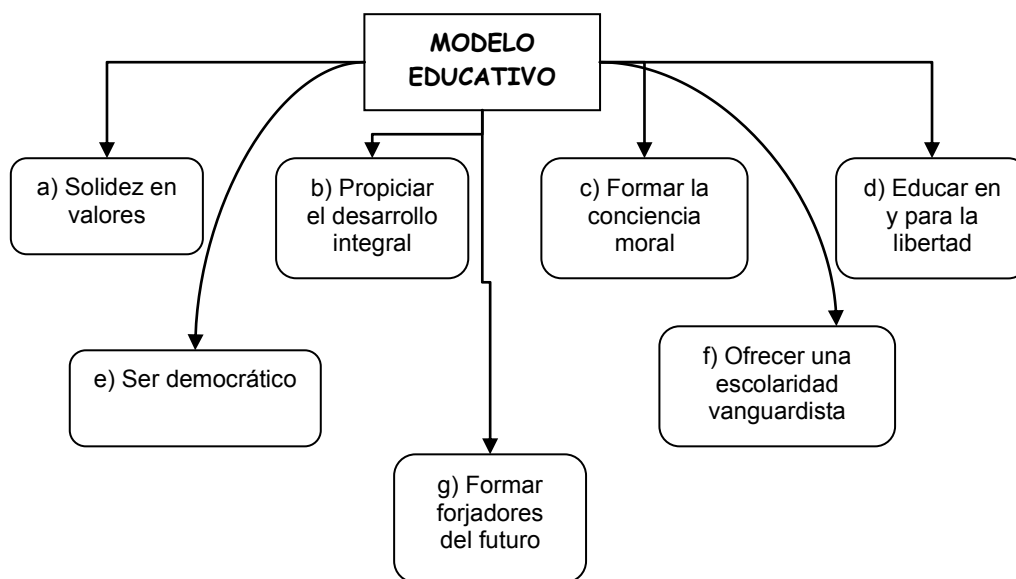 MODELO
EDUCATIVO
a) Solidez en
valores
b) Propiciar
el desarrollo
integral
c) Formar la
conciencia
moral
d) Educar en
y para la
libertad
e) Ser democrático
f) Ofrecer una
escolaridad
vanguardista
g) Formar
forjadores
del futuro